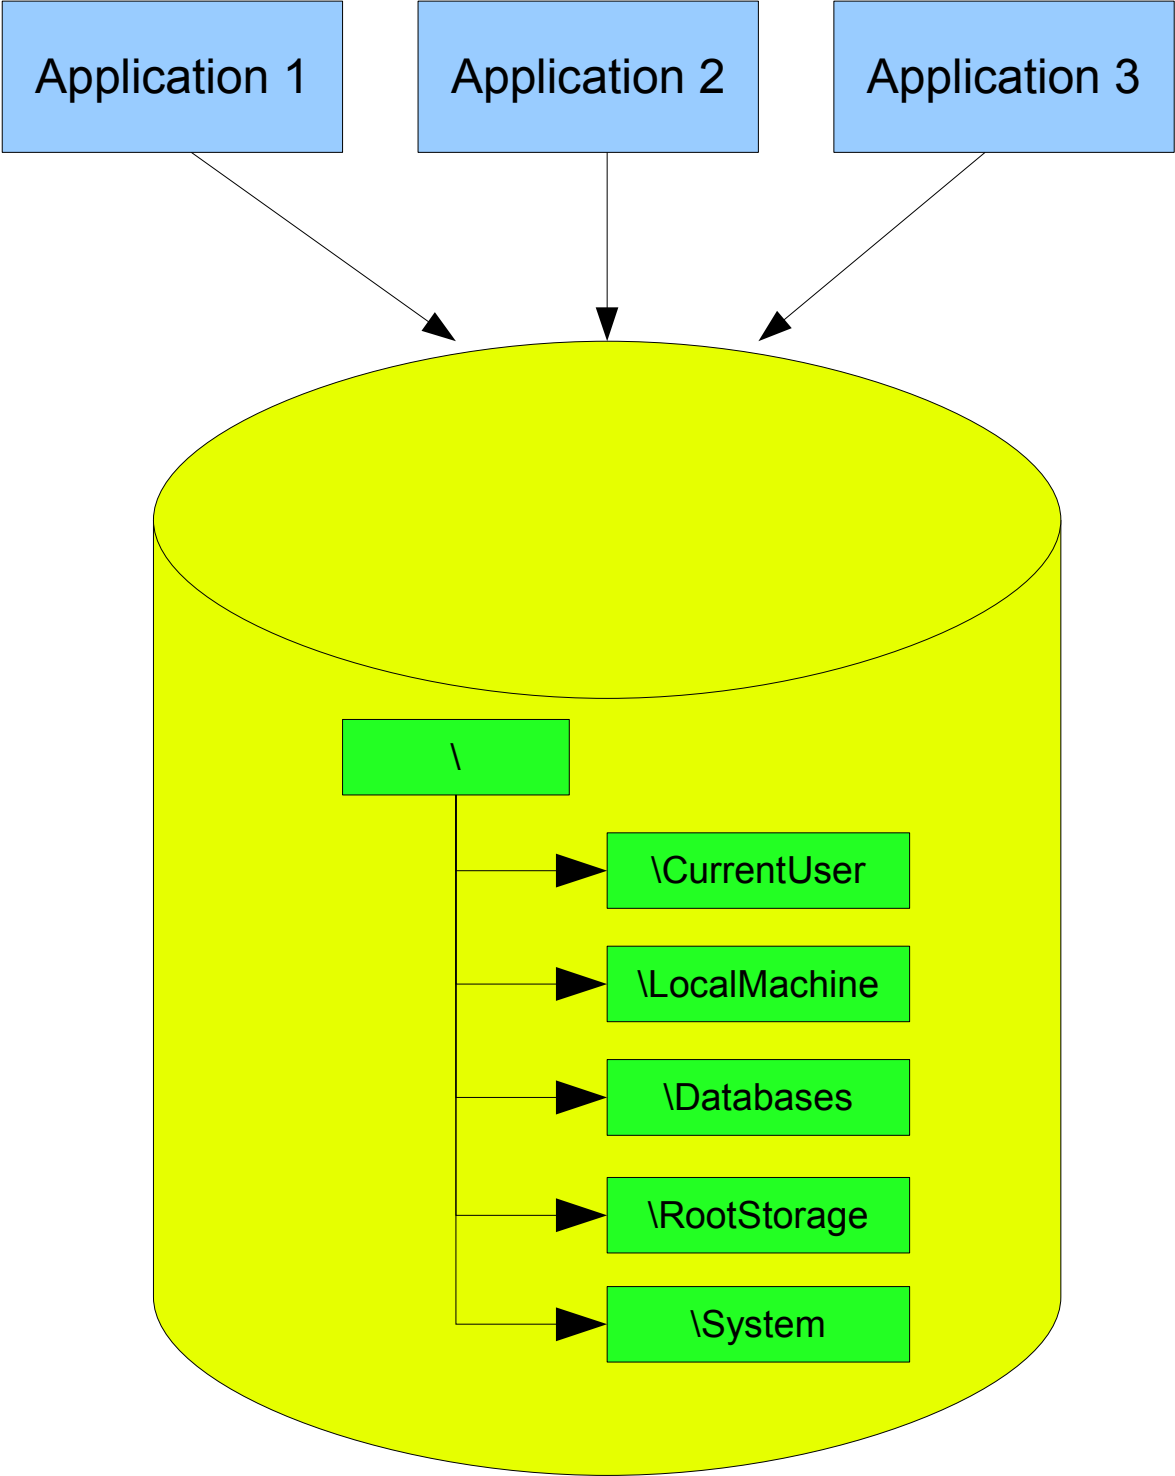 Application 1
Application 2
Application 3
\
\CurrentUser
\LocalMachine
\Databases
\RootStorage
\System